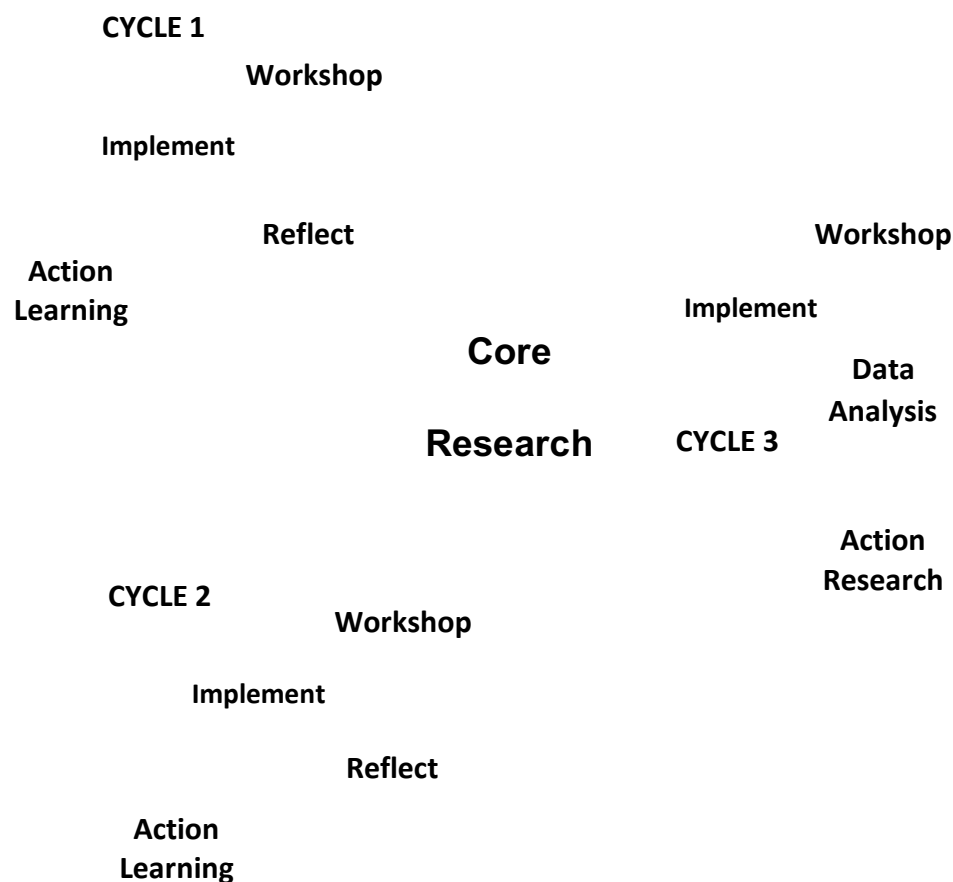 CYCLE 1
Workshop
Implement
Reflect
Action
Learning
Core
Research
Workshop
Implement
Data
Analysis
CYCLE 3
Action
Research
CYCLE 2
Workshop
Implement
Reflect
Action
Learning